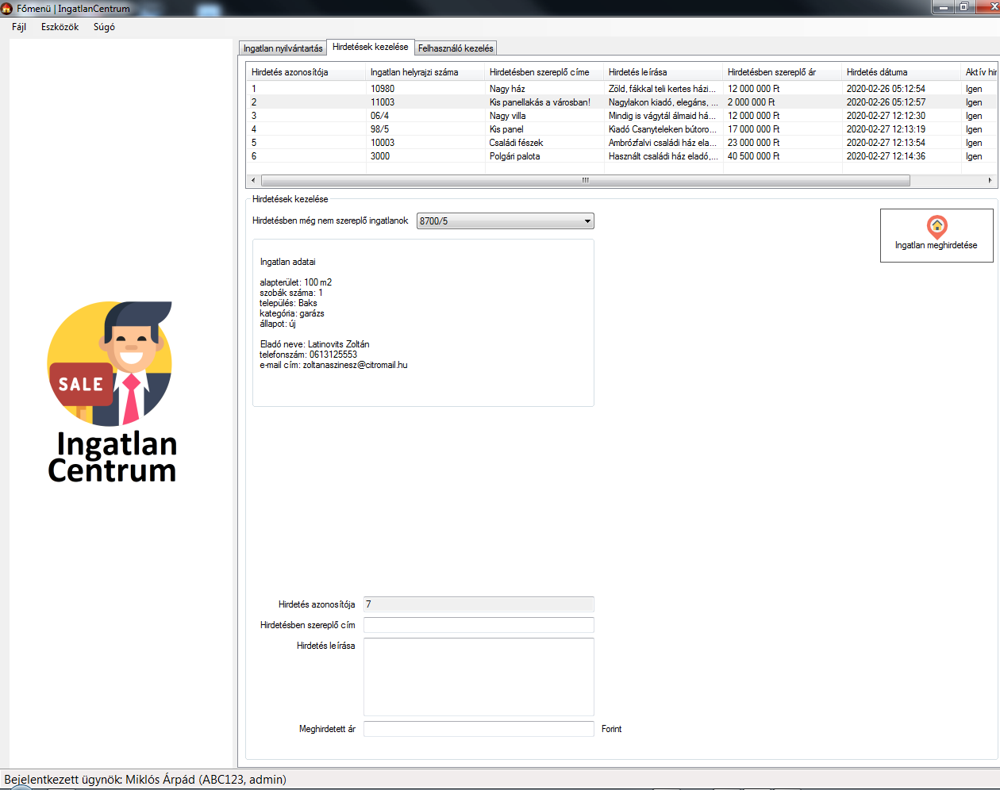 Főmenü | IngatlanCentrum
Fájl Eszközök Súgó
Ingatlan nyilvántartás Hirdetések kezelése Felhasználó kezelés
Hirdetés azonosítója Ingatlan helyrajzi száma Hirdetésben szereplő címe Hirdetés leírása Hirdetésben szereplő ár Hirdetés dátuma Aktív hir
1 10980 Nagy ház Zöld, fákkal teli kertes házi... 12 000 000 Ft 2020-02-26 05:12:54 Igen
2 11003 Kis panellakás a városban! Nagylakon kiadó, elegáns, ... 2 000 000 Ft 2020-02-26 05:12:57 Igen
3 06/4 Nagy villa Mindig is vágytál álmaid há... 12 000 000 Ft 2020-02-27 12:12:30 Igen
4 98/5 Kis panel Kiadó Csanyteleken bútoro... 17 000 000 Ft 2020-02-27 12:13:19 Igen
5 10003 Családi fészek Ambrózfalvi családi ház ela... 23 000 000 Ft 2020-02-27 12:13:54 Igen
6 3000 Polgári palota Használt családi ház eladó,... 40 500 000 Ft 2020-02-27 12:14:36 Igen
Hirdetések kezelése
Hirdetésben még nem szereplő ingatlanok 8700/5
Ingatlan meghirdetése
Ingatlan adatai
alapterület: 100 m2
szobák száma: 1
település: Baks
kategória: garázs
állapot: új
Eladó neve: Latinovits Zoltán
telefonszám: 0613125553
e-mail cím: zoltanaszinesz@citromail.hu
SALE
Ingatlan
Centrum
Hirdetés azonosítója 7
Hirdetésben szereplő cím
Hirdetés leírása
Meghirdetett ár Forint
Bejelentkezett ügynök: Miklós Árpád (ABC123, admin)